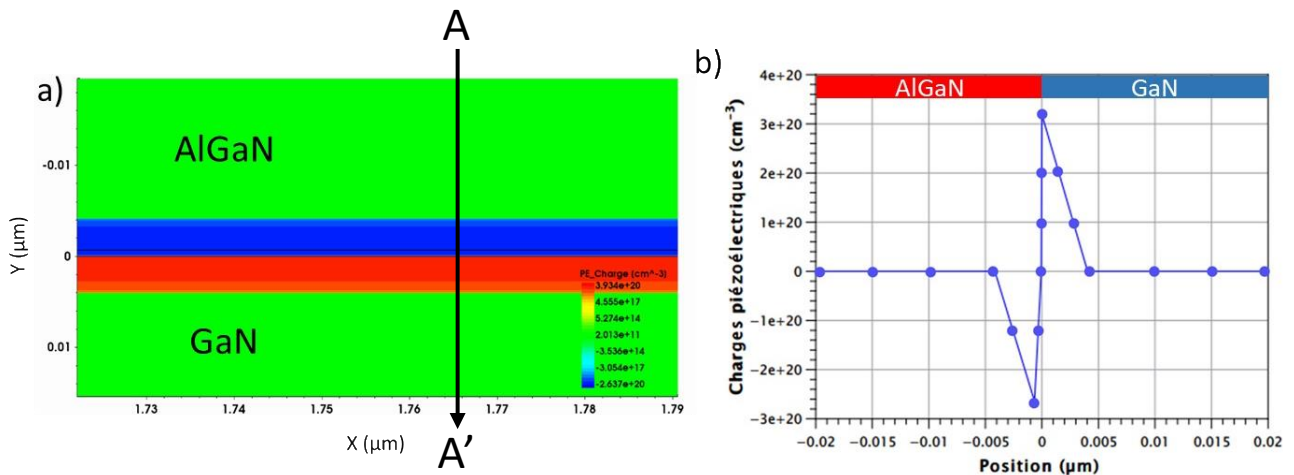 A
a)
AlGaN
-0.01
Y (µm)
0
PE_Charge (cm^-3)
3.934e+20
4.555e+17
5.274e+14
2.013e+11
-3.536e+14
-3.054e+17
-2.637e+20
GaN
0.01
1.73 1.74 1.75 1.76 1.77 1.78 1.79
X (µm)
A'
b)
AlGaN GaN
Charges piézoélectriques (cm⁻³)
4e+20
3e+20
2e+20
1e+20
0
−1e+20
−2e+20
−3e+20
−0.02 −0.015 −0.01 −0.005 0 0.005 0.01 0.015 0.02
Position (µm)